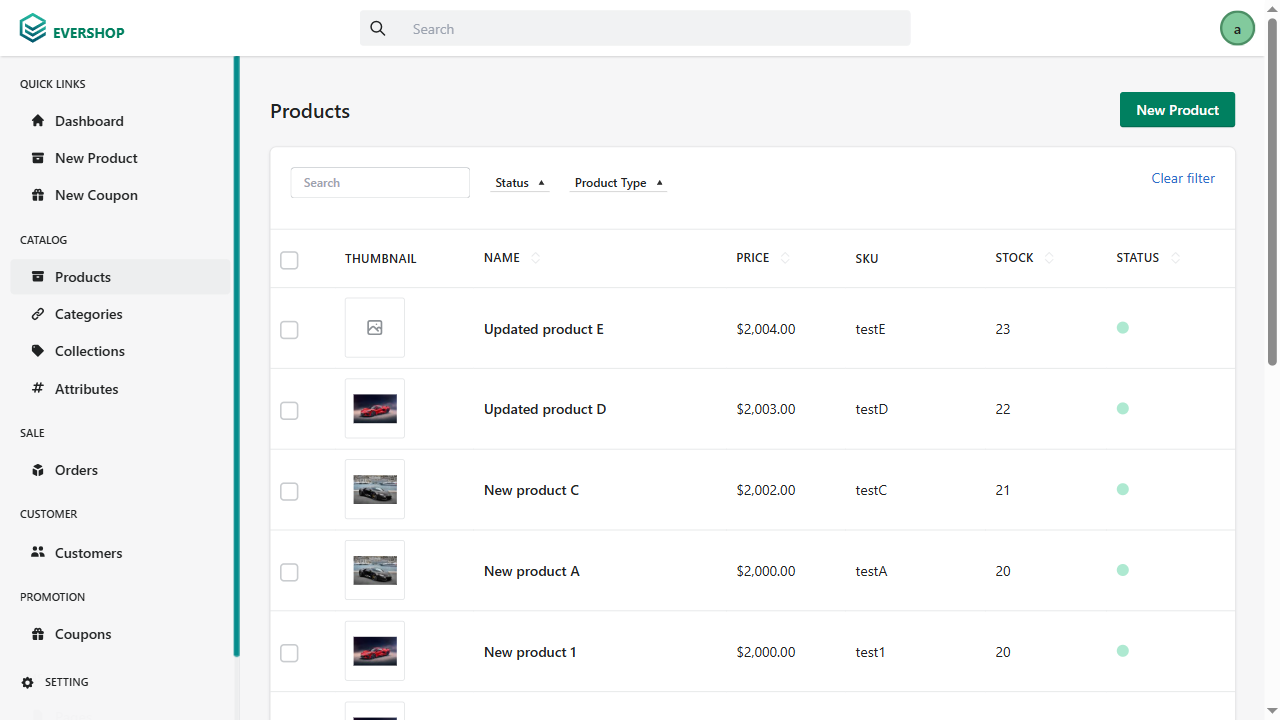 EVERSHOP
Search
a
QUICK LINKS
Dashboard
New Product
New Coupon
CATALOG
Products
Categories
Collections
Attributes
SALE
Orders
CUSTOMER
Customers
PROMOTION
Coupons
SETTING
Products
New Product
Search
Status
Product Type
Clear filter
THUMBNAIL NAME PRICE SKU STOCK STATUS
Updated product E $2,004.00 testE 23
Updated product D $2,003.00 testD 22
New product C $2,002.00 testC 21
New product A $2,000.00 testA 20
New product 1 $2,000.00 test1 20